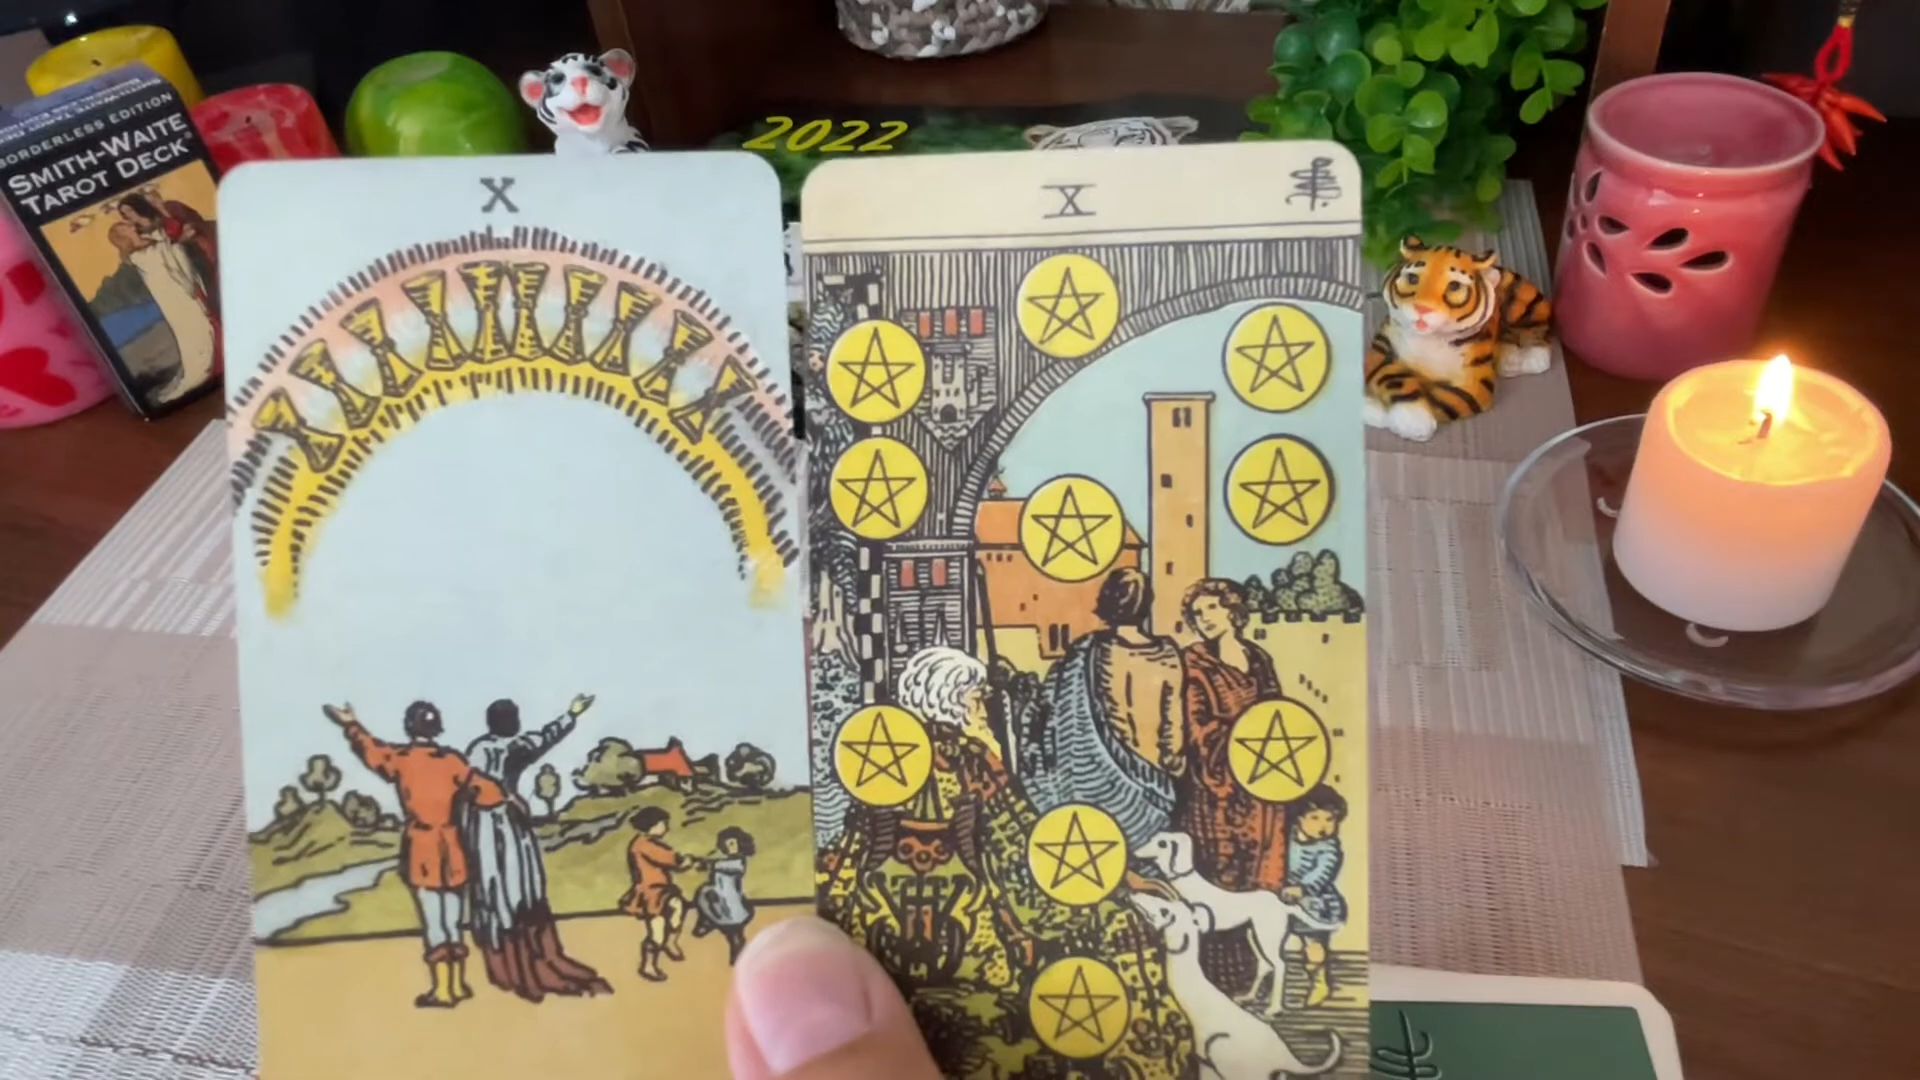 BORDERLESS EDITION
SMITH-WAITE
TAROT DECK
2022
X
X